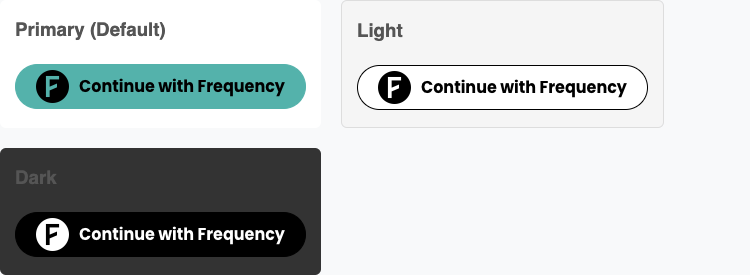 Primary (Default)
Continue with Frequency
Light
Continue with Frequency
Dark
Continue with Frequency